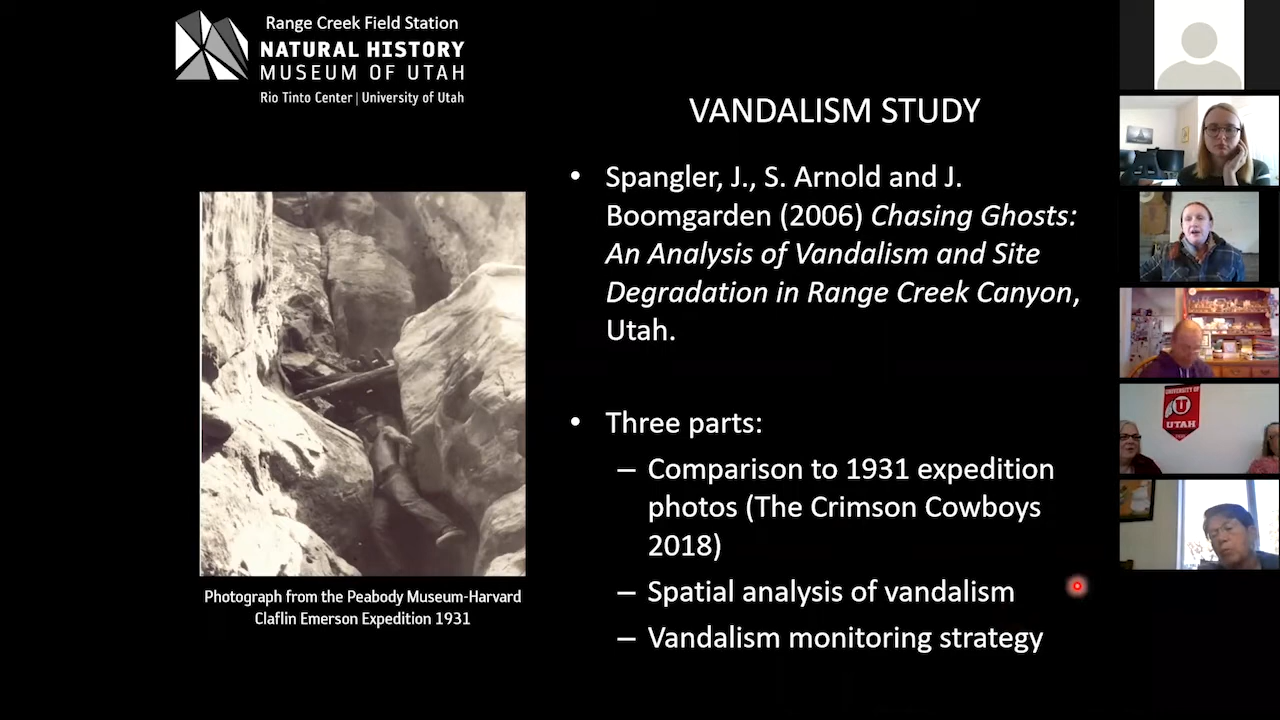 Range Creek Field Station
NATURAL HISTORY
MUSEUM OF UTAH
Rio Tinto Center | University of Utah
VANDALISM STUDY
• Spangler, J., S. Arnold and J.
Boomgarden (2006) Chasing Ghosts:
An Analysis of Vandalism and Site
Degradation in Range Creek Canyon,
Utah.
• Three parts:
– Comparison to 1931 expedition
photos (The Crimson Cowboys
2018)
– Spatial analysis of vandalism
– Vandalism monitoring strategy
Photograph from the Peabody Museum-Harvard
Claflin Emerson Expedition 1931
UNIVERSITY OF
U
UTAH